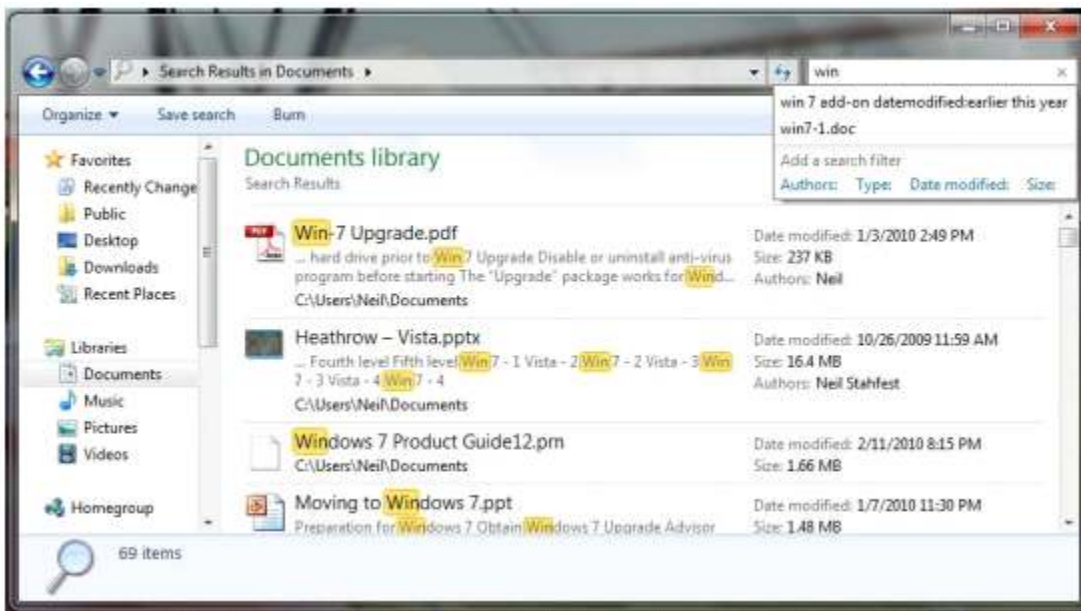 Search Results in Documents
win
Organize
Save search
Burn
win 7 add-on datemodified:earlier this year
win7-1.doc
Add a search filter
Authors: Type: Date modified: Size:
Favorites
Recently Change
Public
Desktop
Downloads
Recent Places
Libraries
Documents
Music
Pictures
Videos
Homegroup
Documents library
Search Results
Win-7 Upgrade.pdf
... hard drive prior to Win 7 Upgrade Disable or uninstall anti-virus
program before starting The "Upgrade" package works for Wind...
C:\Users\Neil\Documents
Date modified: 1/3/2010 2:49 PM
Size: 237 KB
Authors: Neil
Heathrow – Vista.pptx
... Fourth level Fifth level Win 7 - 1 Vista - 2 Win 7 - 2 Vista - 3 Win
7 - 3 Vista - 4 Win 7 - 4
C:\Users\Neil\Documents
Date modified: 10/26/2009 11:59 AM
Size: 16.4 MB
Authors: Neil Stahfest
Windows 7 Product Guide12.prn
C:\Users\Neil\Documents
Date modified: 2/11/2010 8:15 PM
Size: 1.66 MB
Moving to Windows 7.ppt
Preparation for Windows 7 Obtain Windows 7 Upgrade Advisor
Date modified: 1/7/2010 11:30 PM
Size: 1.48 MB
69 items